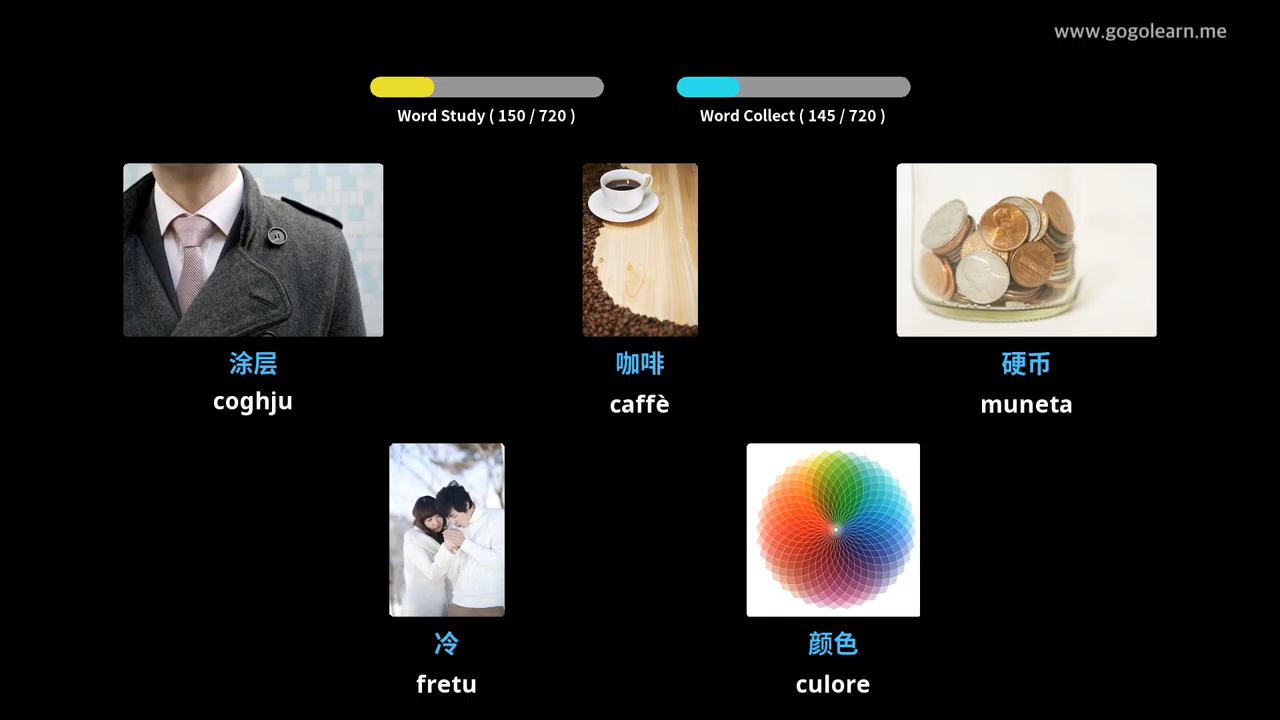 www.gogolearn.me
Word Study ( 150 / 720 )
Word Collect ( 145 / 720 )
涂层
coghju
咖啡
caffè
硬币
muneta
冷
fretu
颜色
culore